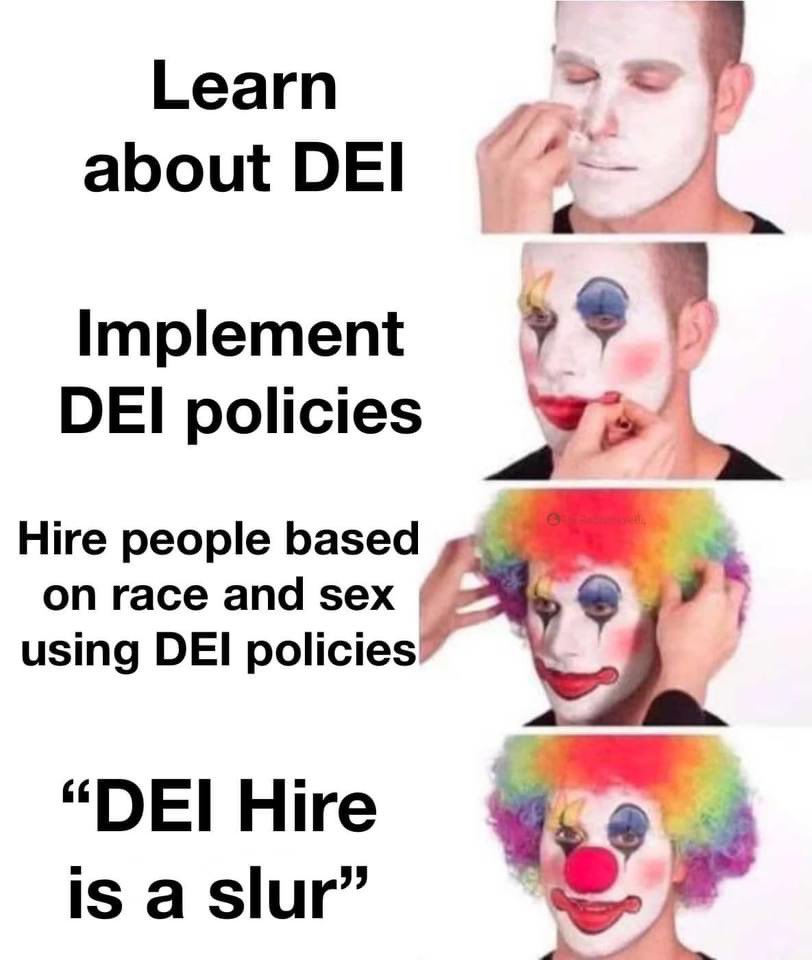 Learn
about DEI
Implement
DEI policies
Hire people based
on race and sex
using DEI policies
“DEI Hire
is a slur”